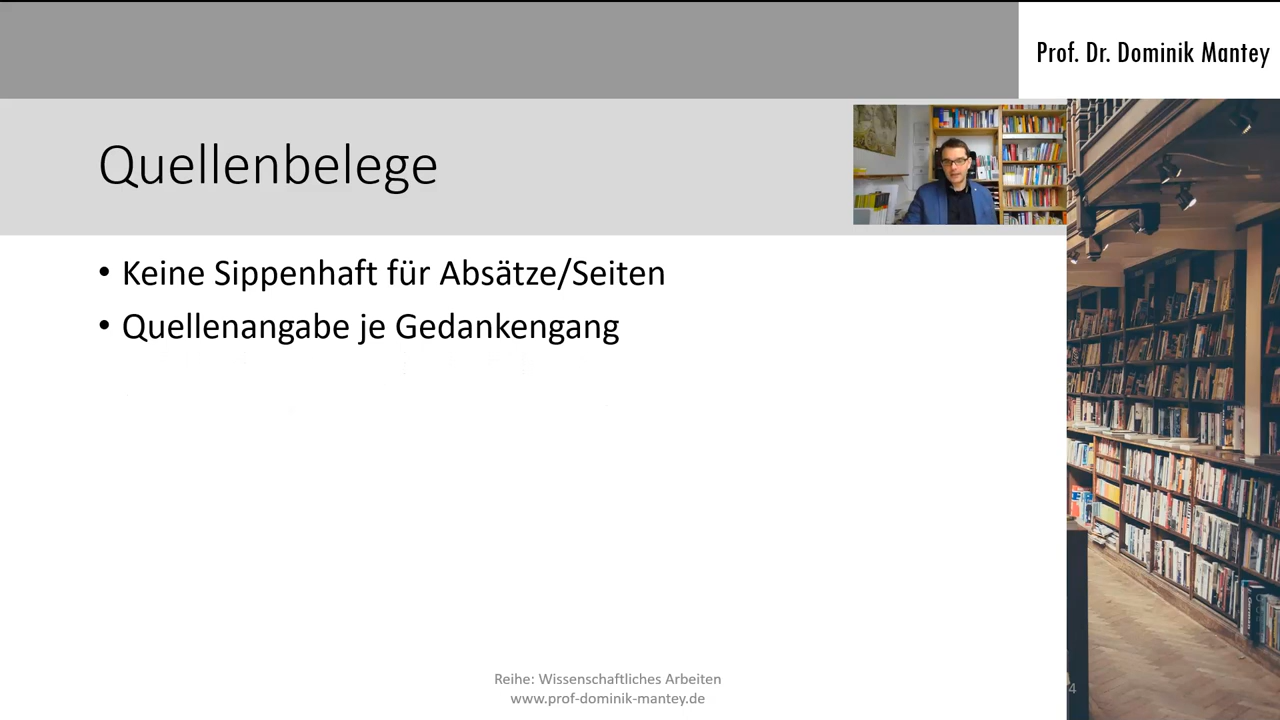 Prof. Dr. Dominik Mantey
Quellenbelege
• Keine Sippenhaft für Absätze/Seiten
• Quellenangabe je Gedankengang
Reihe: Wissenschaftliches Arbeiten
www.prof-dominik-mantey.de
4